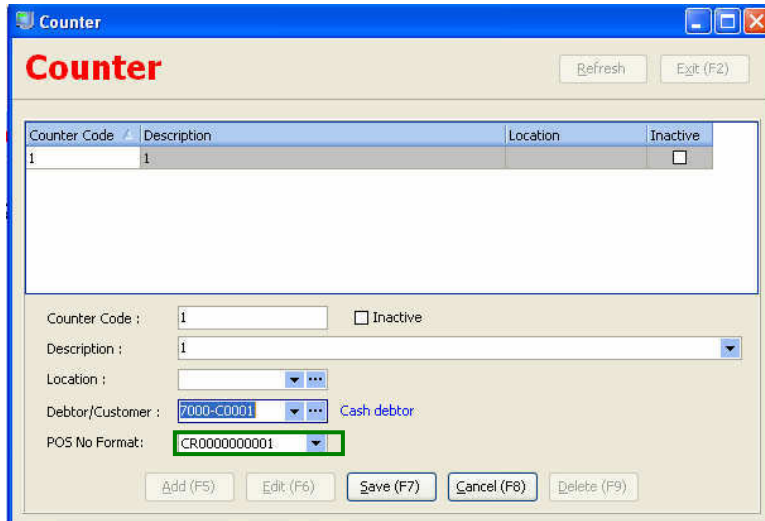 Counter
Counter Refresh Exit (F2)
Counter Code Description Location Inactive
1 1
Counter Code : 1 Inactive
Description : 1
Location :
Debtor/Customer : 7000-C0001 Cash debtor
POS No Format: CR0000000001
Add (F5) Edit (F6) Save (F7) Cancel (F8) Delete (F9)